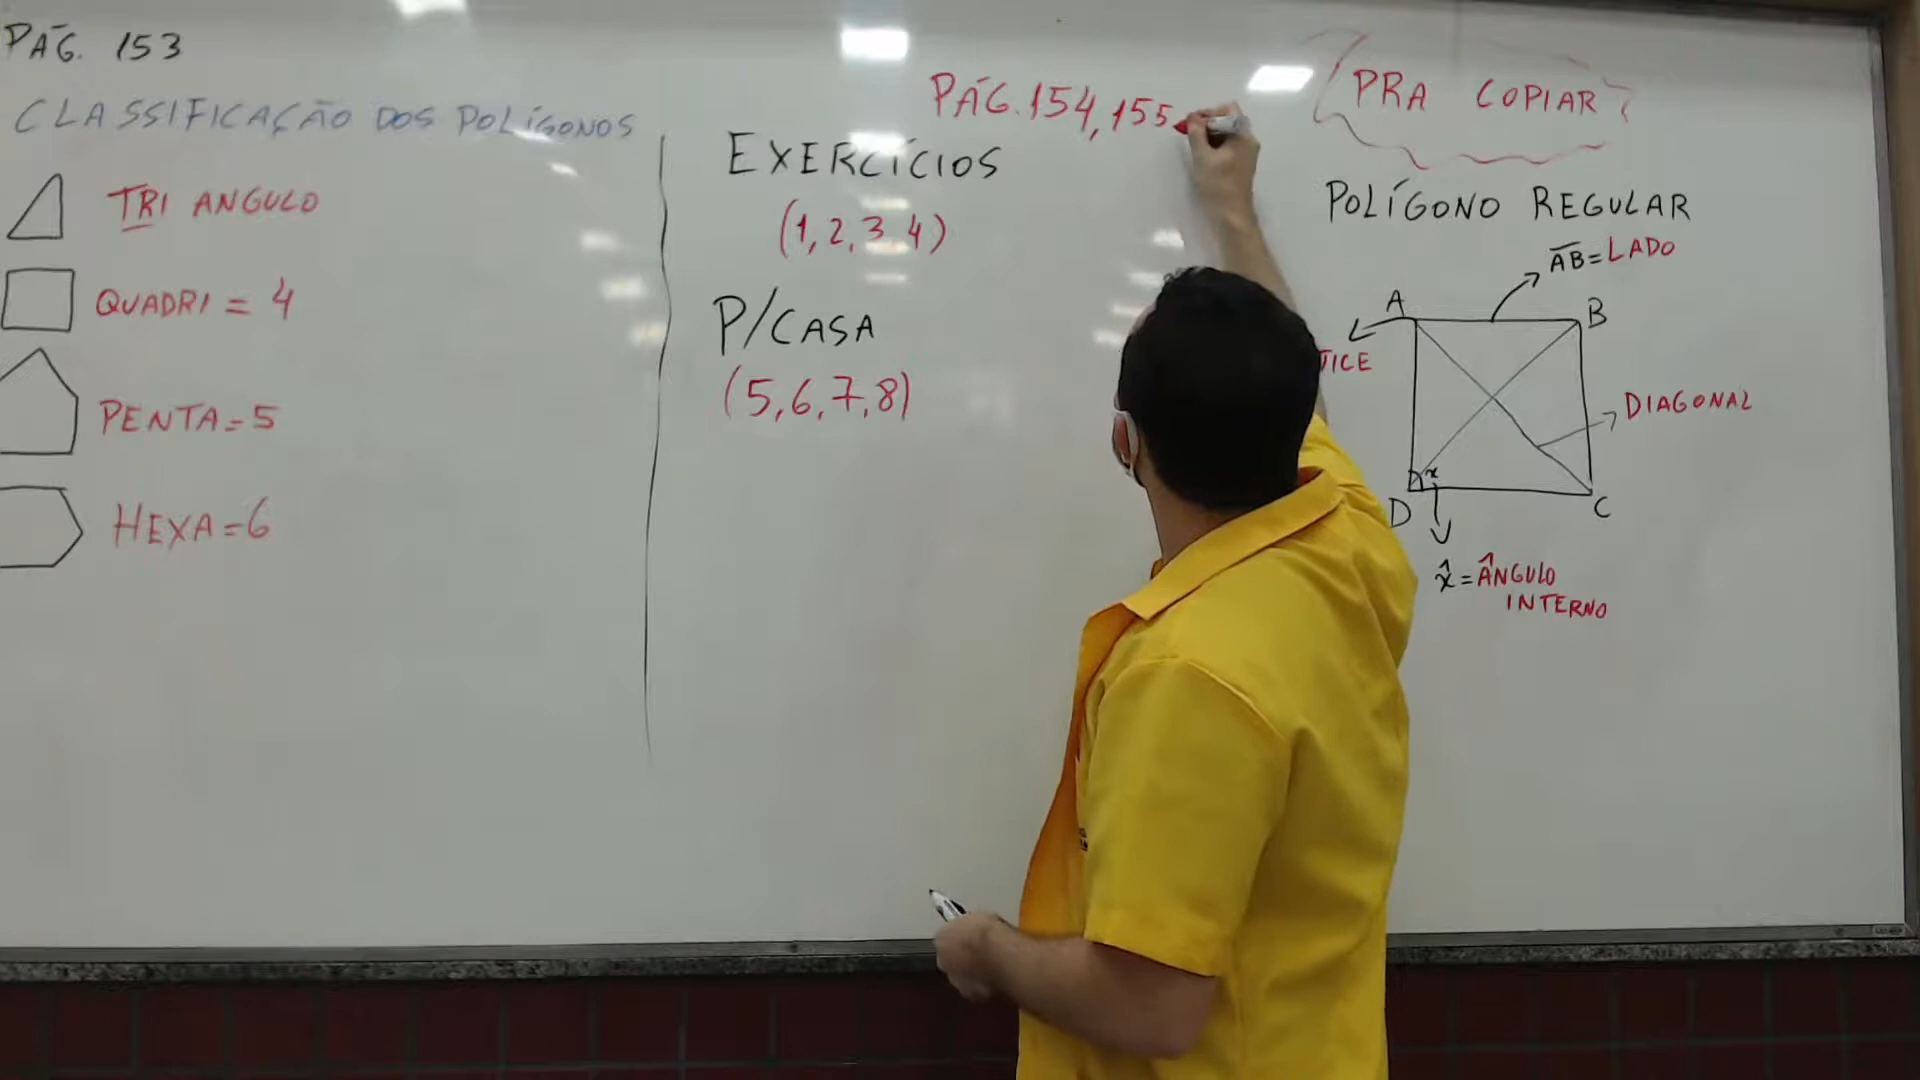 PÁG. 153
CLASSIFICAÇÃO DOS POLÍGONOS
TRI ANGULO
QUADRI = 4
PENTA = 5
HEXA = 6
PÁG. 154, 155
EXERCÍCIOS
(1, 2, 3 4)
P/CASA
(5, 6, 7, 8)
PRA COPIAR
POLÍGONO REGULAR
AB = LADO
A
B
TICE
DIAGONAL
x
D
C
x̂ = ÂNGULO
INTERNO